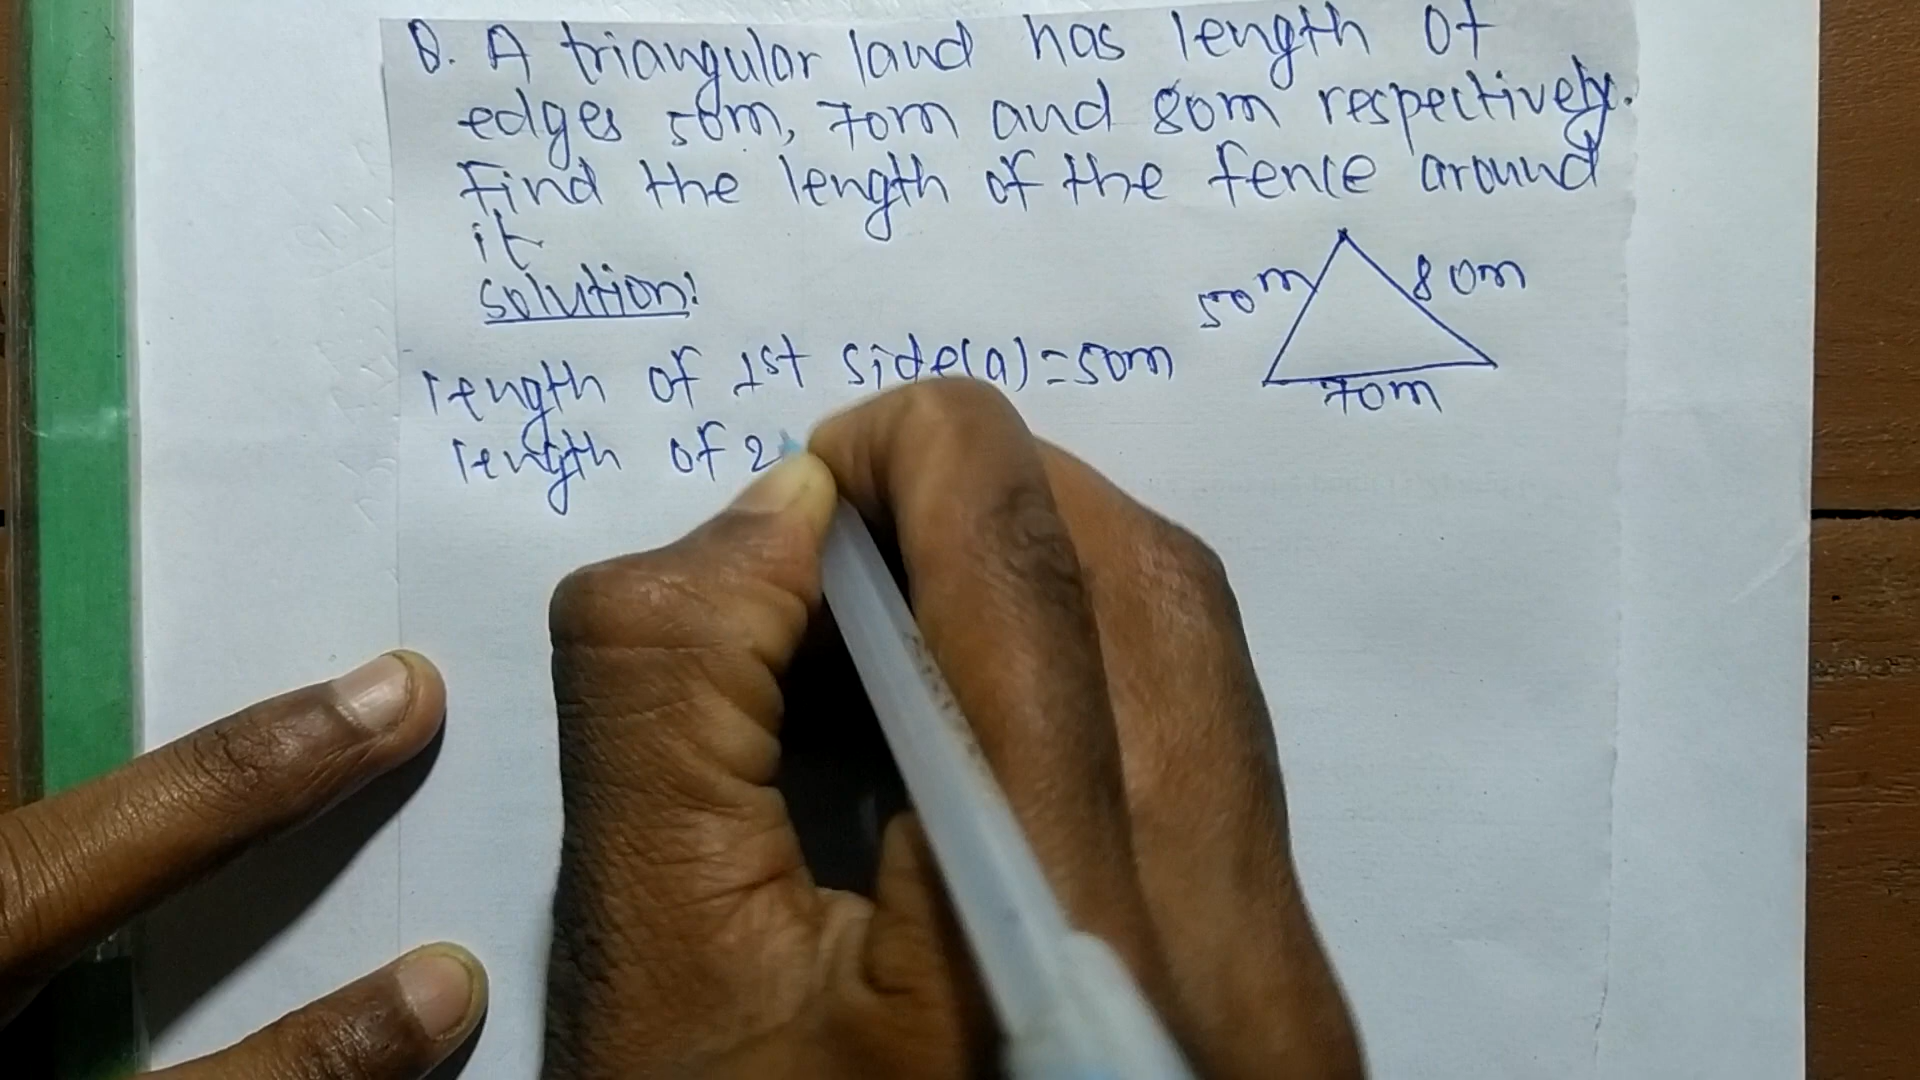 Q. A triangular land has length of
edges 50m, 70m and 80m respectively.
Find the length of the fence around
it
solution:
50m
80m
70m
length of 1st side(a)=50m
length of 2